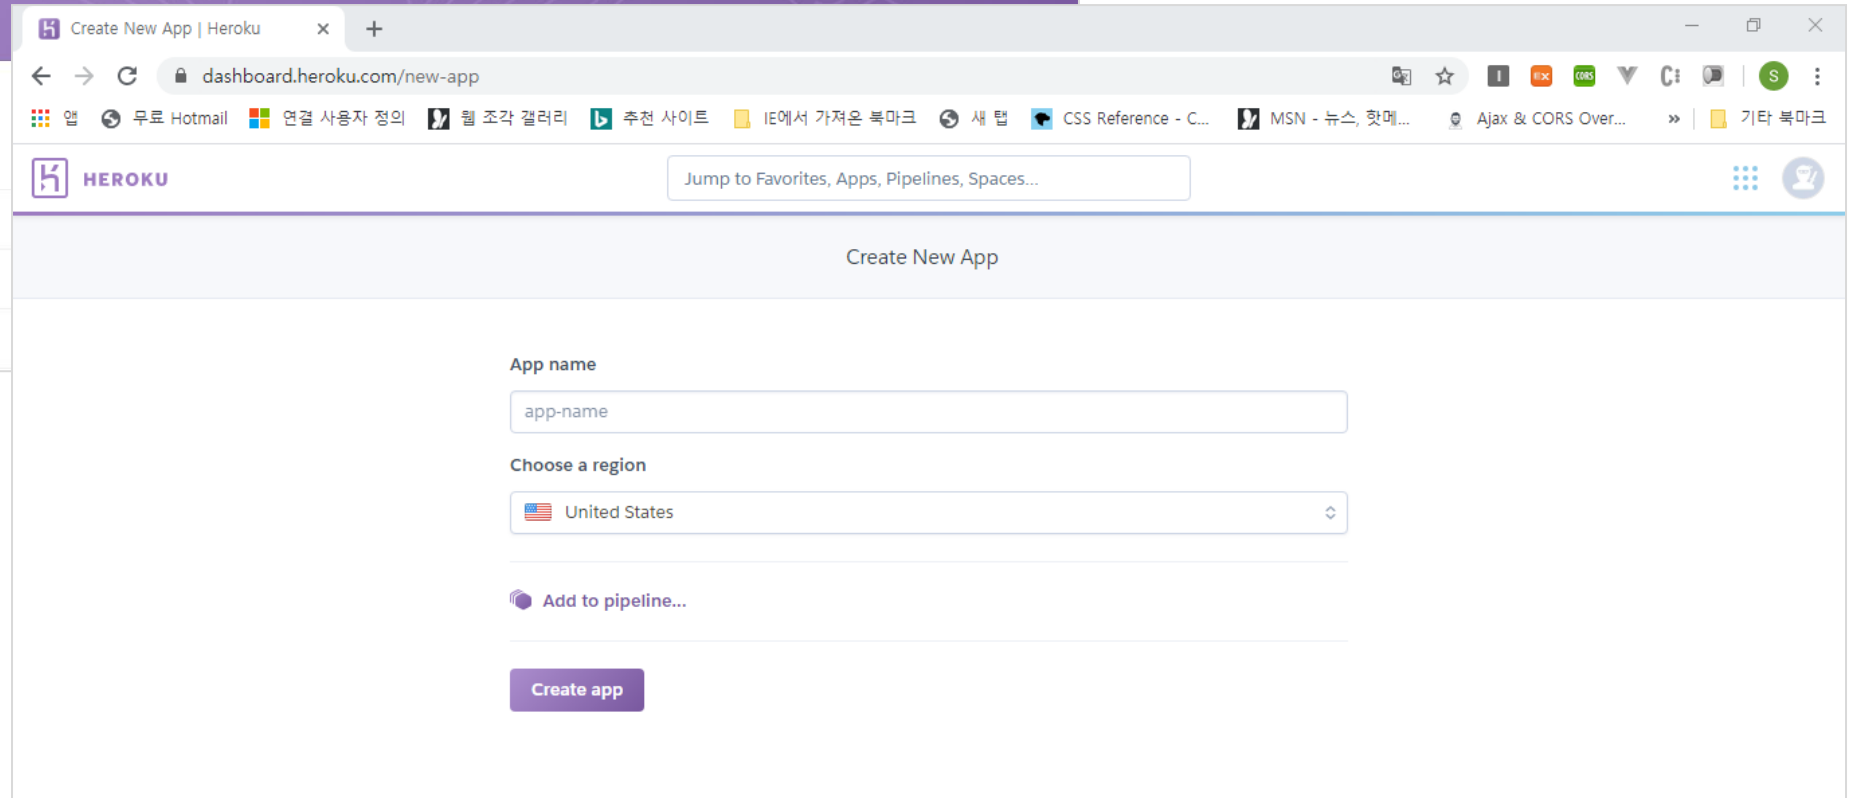 Create New App | Heroku
dashboard.heroku.com/new-app
앱 무료 Hotmail 연결 사용자 정의 웹 조각 갤러리 추천 사이트 IE에서 가져온 북마크 새 탭 CSS Reference - C... MSN - 뉴스, 핫메... Ajax & CORS Over... » 기타 북마크
HEROKU
Jump to Favorites, Apps, Pipelines, Spaces...
Create New App
App name
app-name
Choose a region
United States
Add to pipeline...
Create app